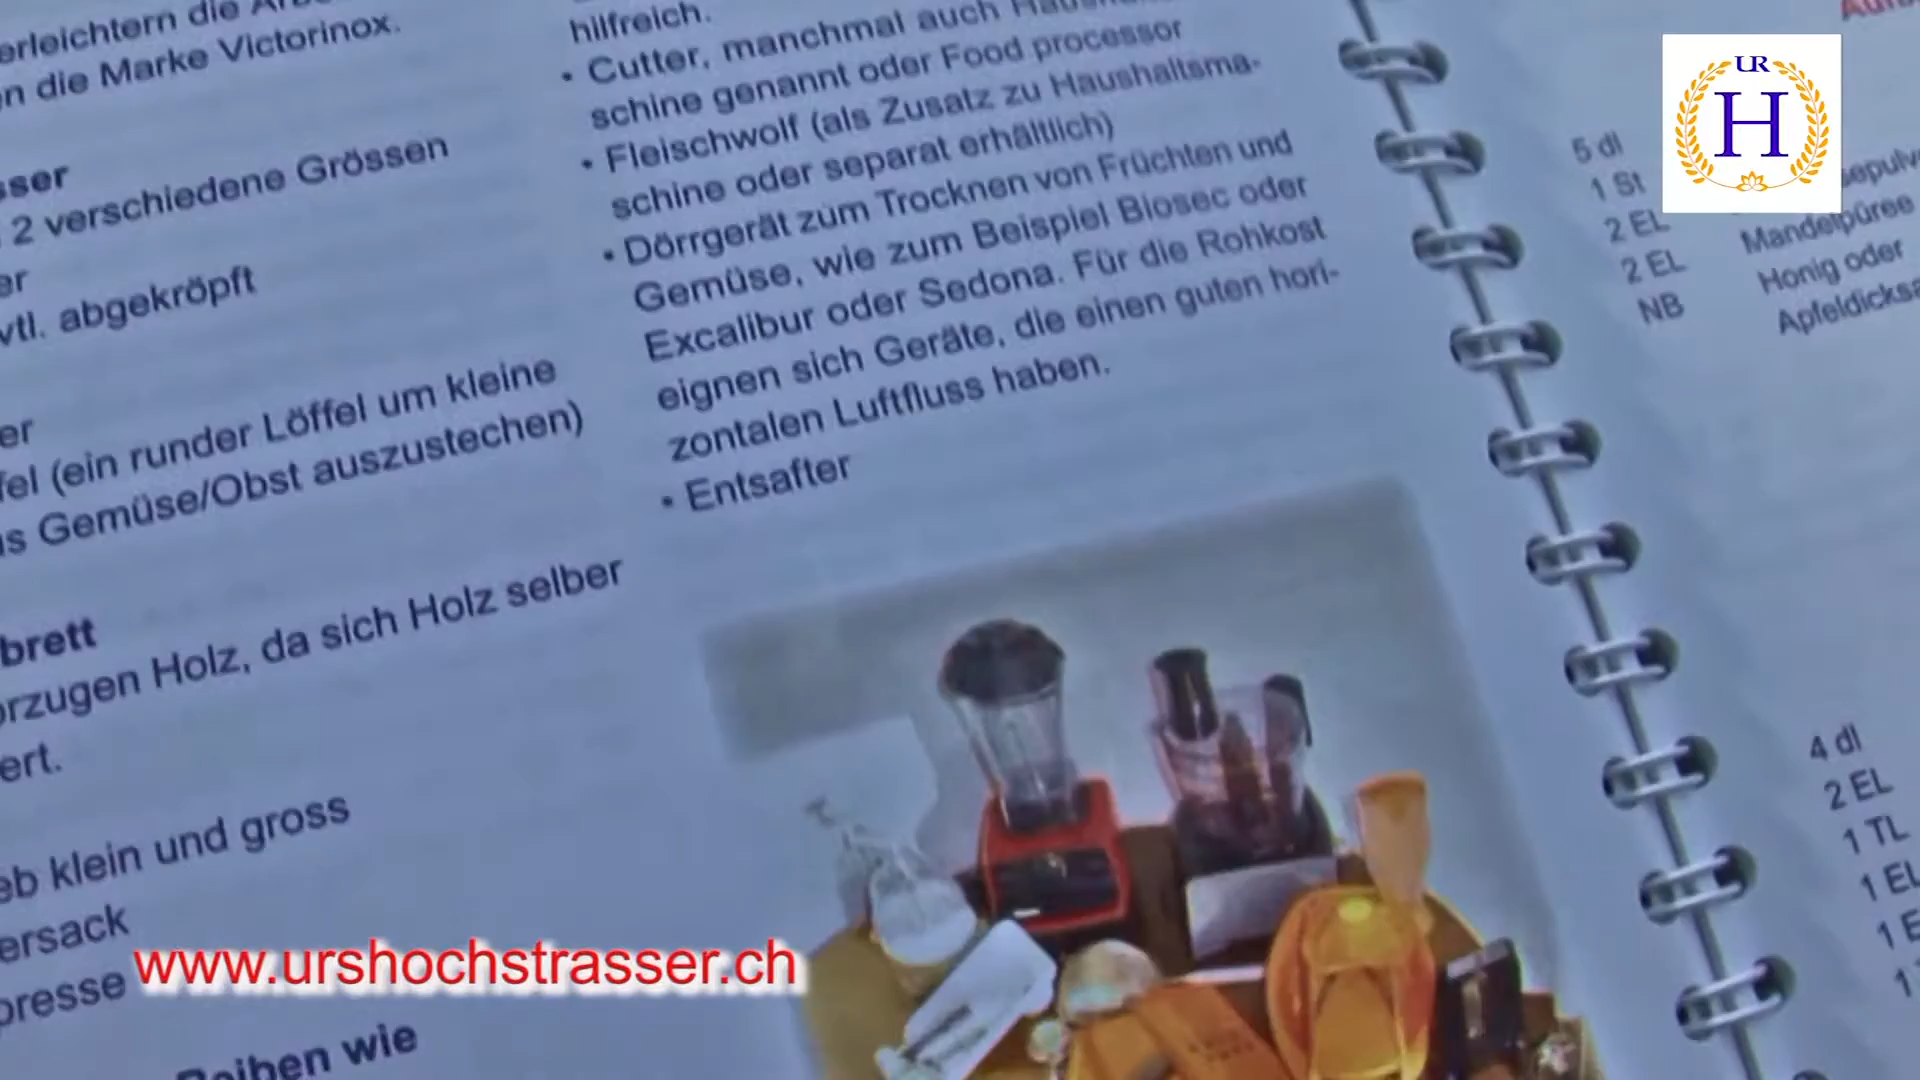 erleichtern die
en die Marke Victorinox.
2 verschiedene Grössen
er
vtl. abgekröpft
er
fel (ein runder Löffel um kleine
Gemüse/Obst auszustechen)
brett
orzugen Holz, da sich Holz selber
ert.
eb klein und gross
ersack
presse
Reiben wie
hilfreich.
• Cutter, manchmal auch
schine genannt oder Food processor
• Fleischwolf (als Zusatz zu Haushaltsma-
schine oder separat erhältlich)
• Dörrgerät zum Trocknen von Früchten und
Gemüse, wie zum Beispiel Biosec oder
Excalibur oder Sedona. Für die Rohkost
eignen sich Geräte, die einen guten hori-
zontalen Luftfluss haben.
• Entsafter
5 dl
1 St
2 EL Mandelpüree
2 EL Honig oder
NB Apfeldicksa
4 dl
2 EL
1 TL
1 EL
UR
H
www.urshochstrasser.ch